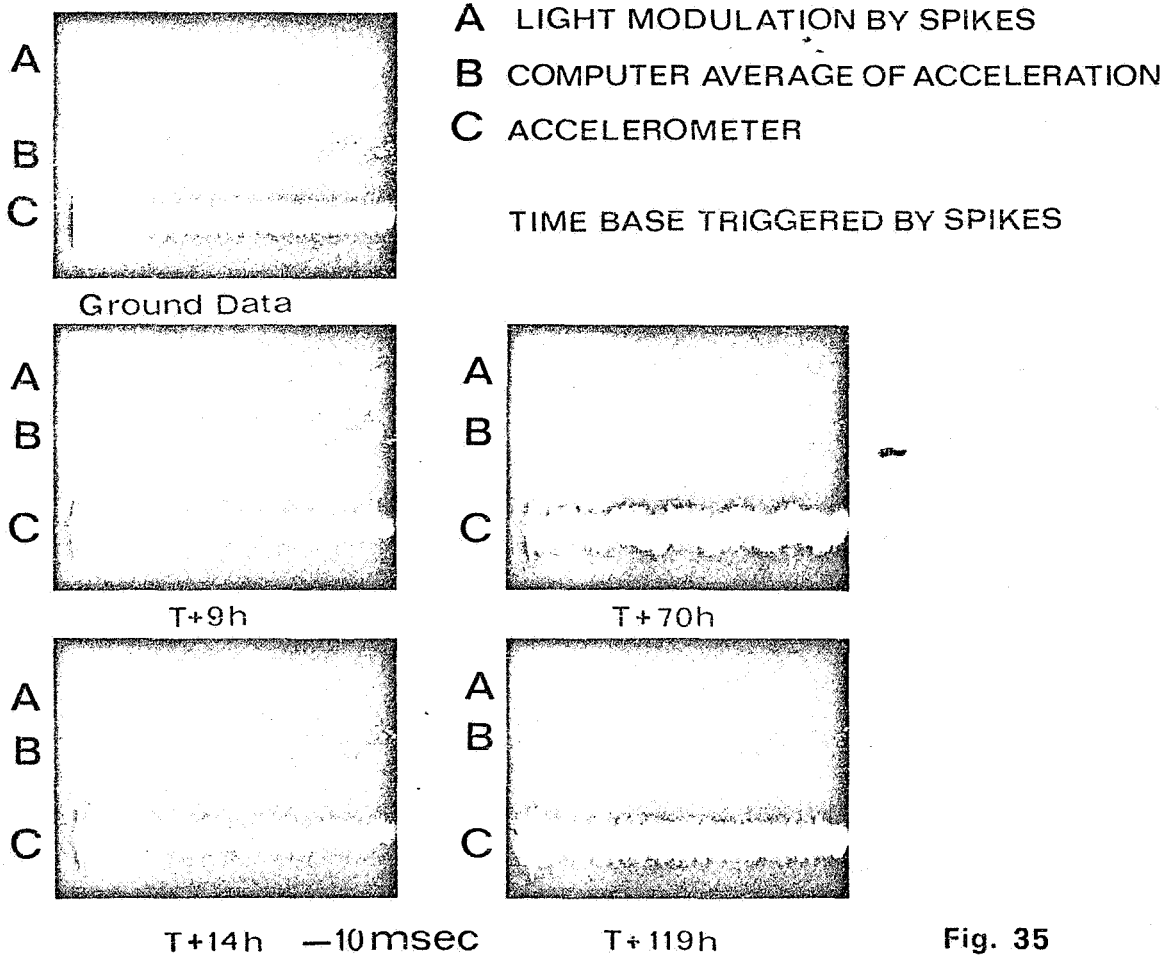 A LIGHT MODULATION BY SPIKES
B COMPUTER AVERAGE OF ACCELERATION
C ACCELEROMETER
TIME BASE TRIGGERED BY SPIKES
A
B
C
Ground Data
A
B
C
T+9h
A
B
C
T+70h
A
B
C
T+14h
A
B
C
T+119h
—10msec
Fig. 35